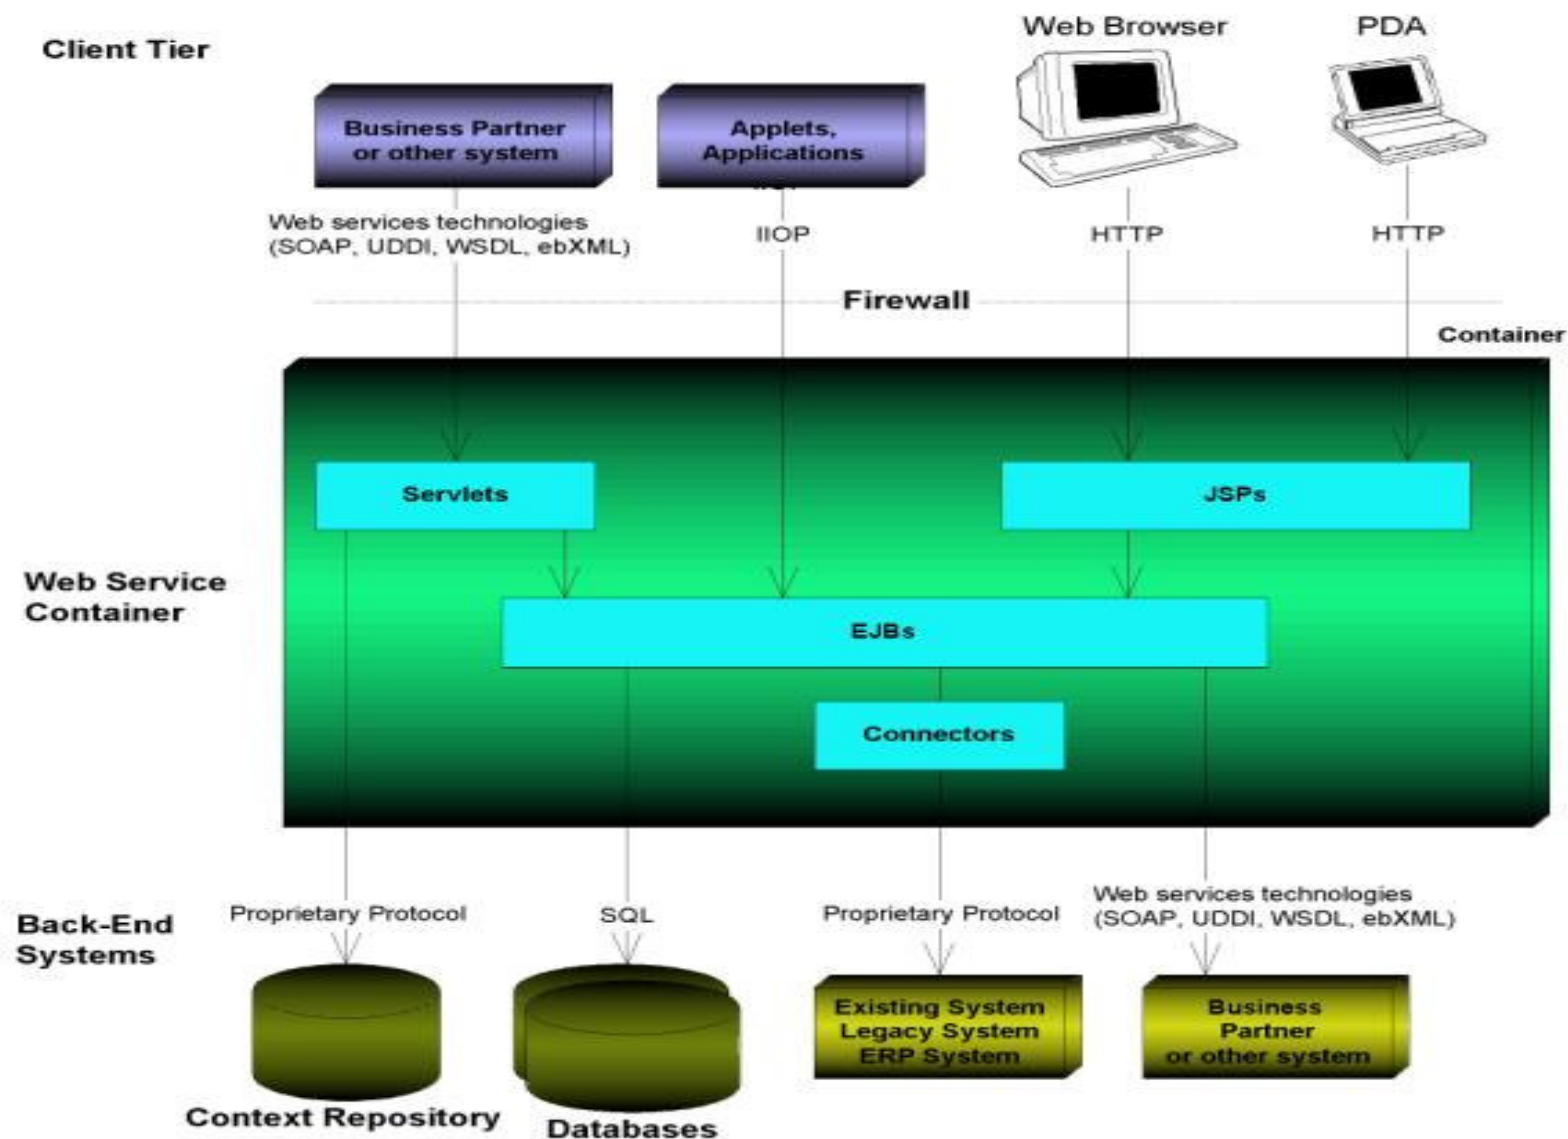 Web Browser
PDA
Client Tier
Business Partner
or other system
Applets,
Applications
Web services technologies
(SOAP, UDDI, WSDL, ebXML)
IIOP
HTTP
HTTP
Firewall
Container
Servlets
JSPs
Web Service
Container
EJBs
Connectors
Back-End
Systems
Proprietary Protocol
SQL
Proprietary Protocol
Web services technologies
(SOAP, UDDI, WSDL, ebXML)
Existing System
Legacy System
ERP System
Business
Partner
or other system
Context Repository
Databases